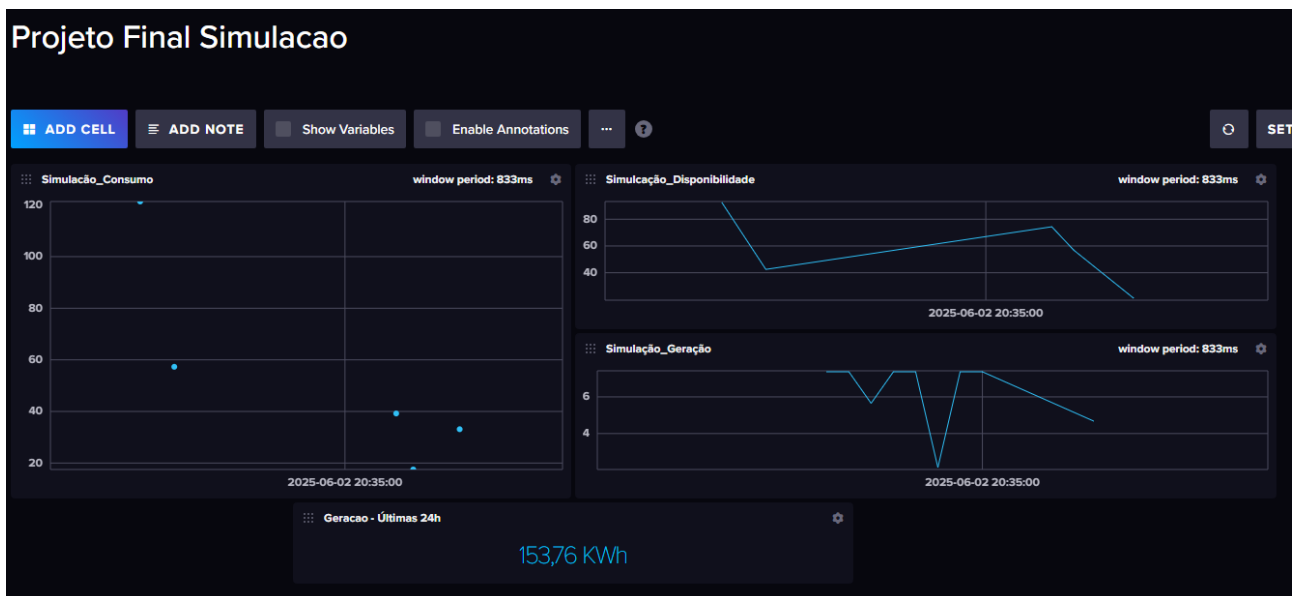 Projeto Final Simulacao
ADD CELL
ADD NOTE
Show Variables
Enable Annotations
...
?
SET
Simulacão_Consumo
window period: 833ms
120
100
80
60
40
20
2025-06-02 20:35:00
Simulcação_Disponibilidade
window period: 833ms
80
60
40
2025-06-02 20:35:00
Simulação_Geração
window period: 833ms
6
4
2025-06-02 20:35:00
Geracao - Últimas 24h
153,76 KWh